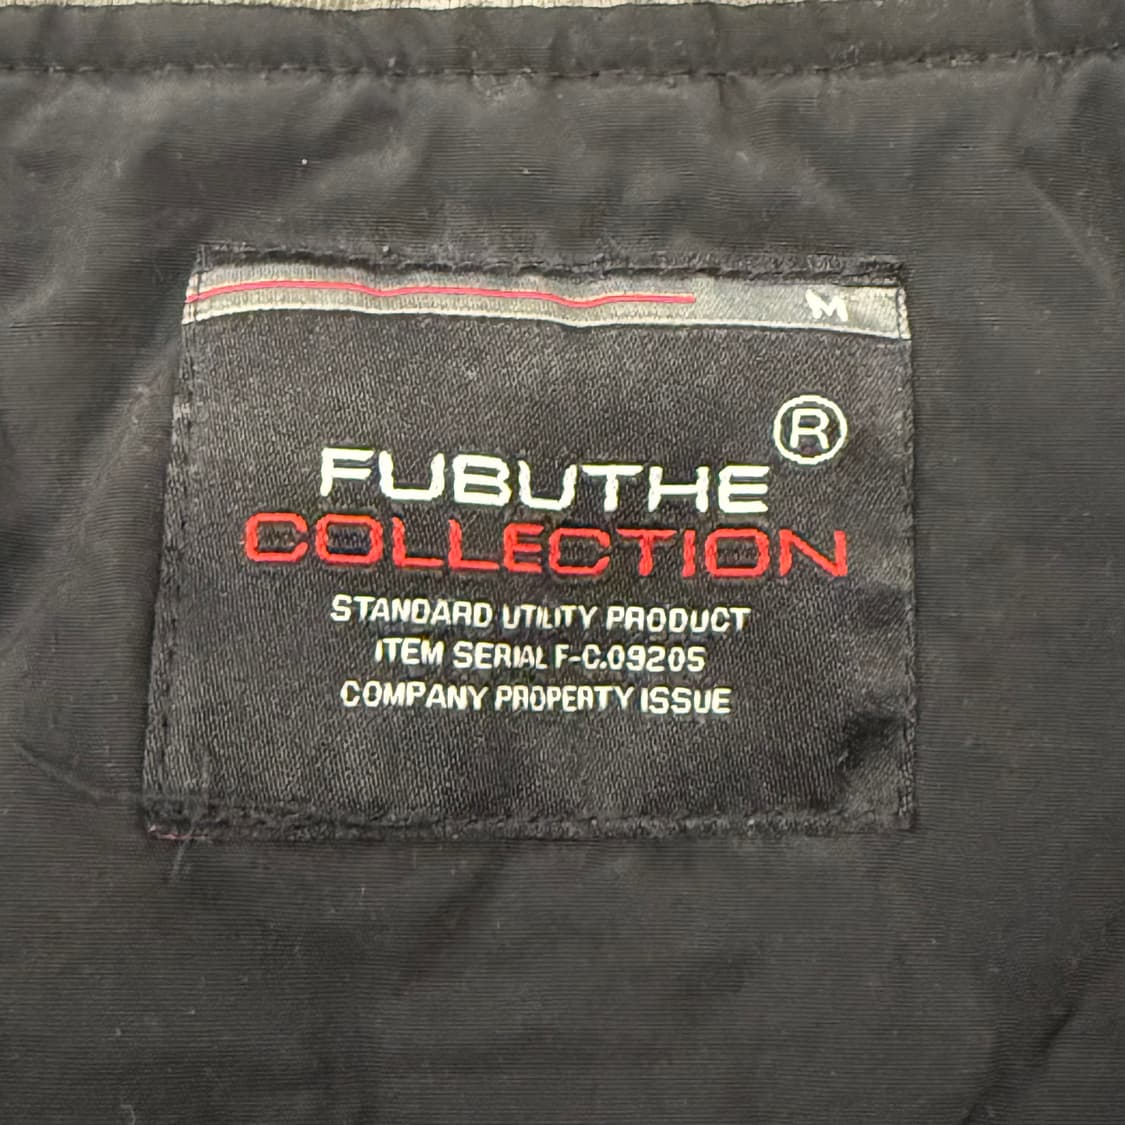 M
FUBUTHE ®
COLLECTION
STANDARD UTILITY PRODUCT
ITEM SERIAL F-C.09205
COMPANY PROPERTY ISSUE